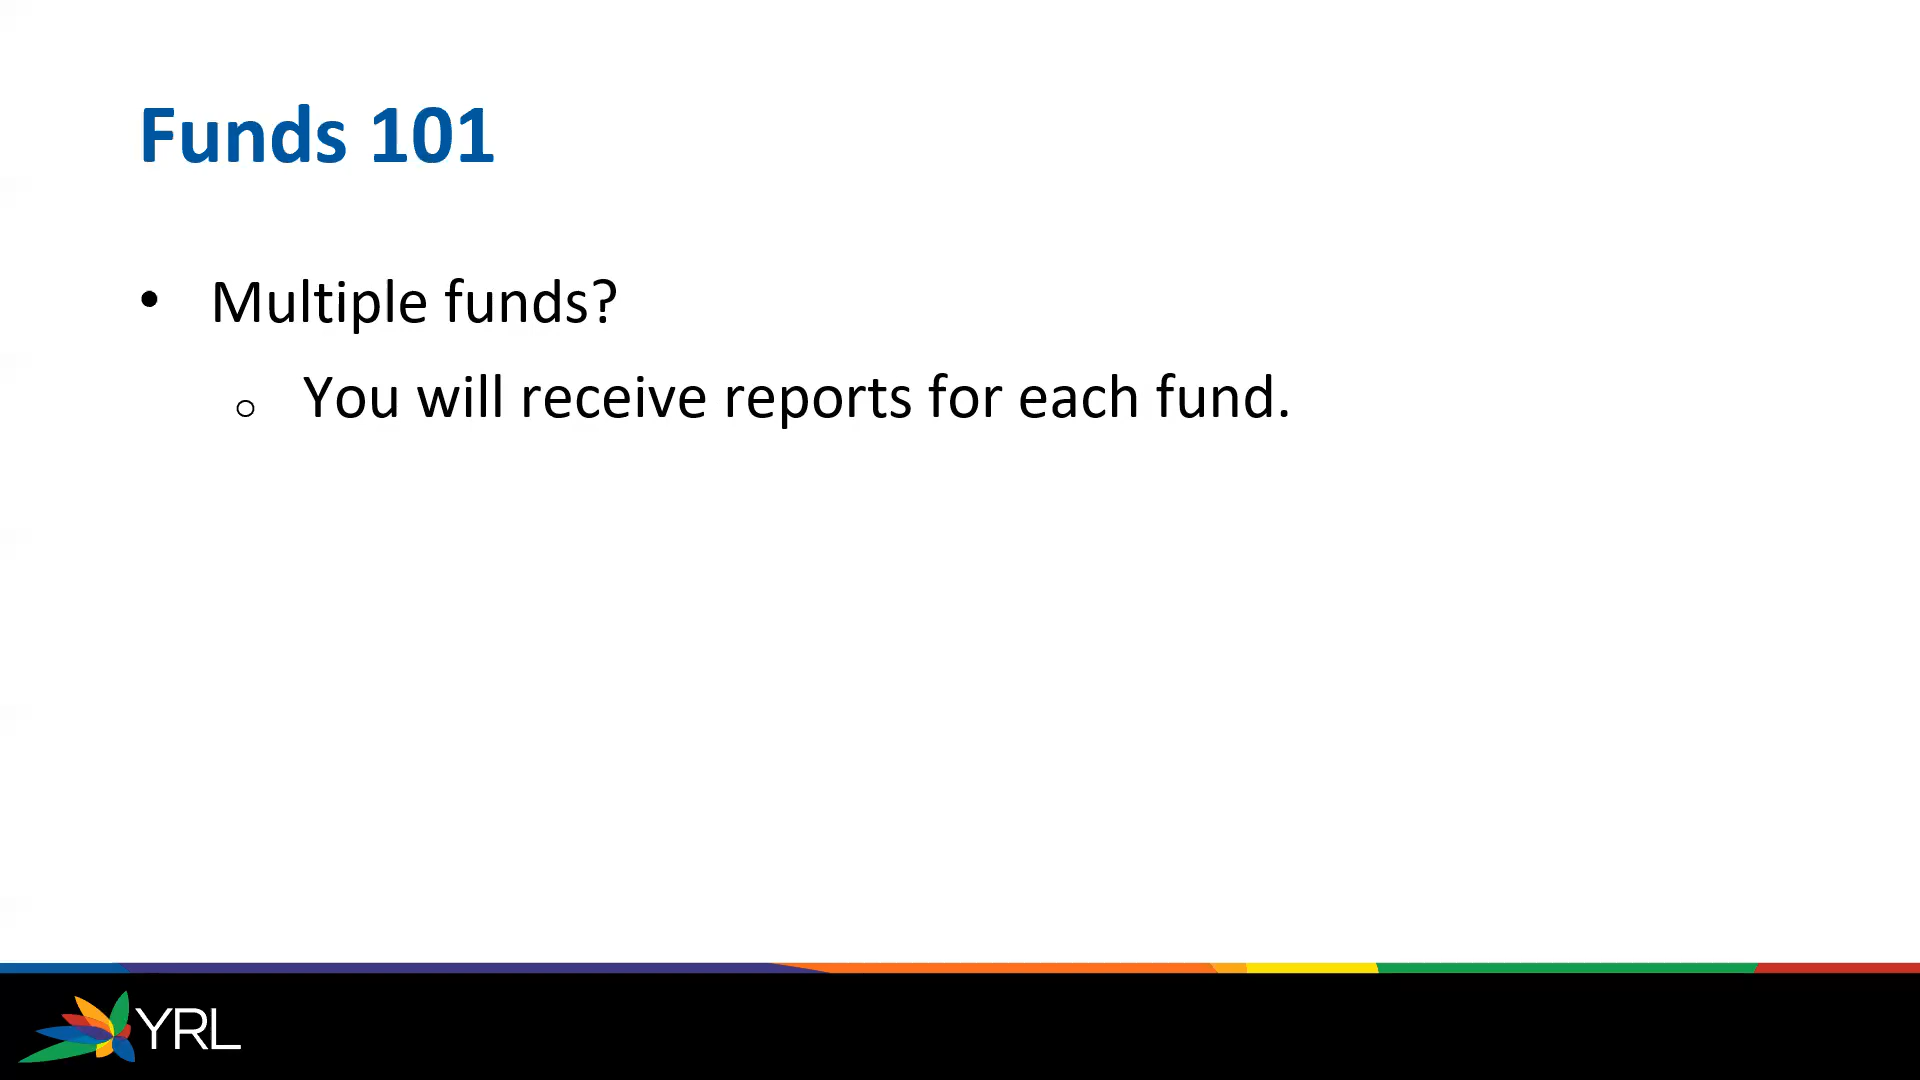 Funds 101
• Multiple funds?
○ You will receive reports for each fund.
YRL